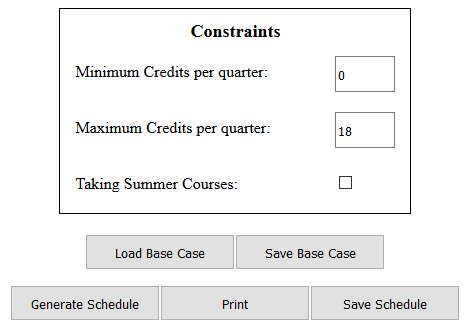 Constraints
Minimum Credits per quarter: 0
Maximum Credits per quarter: 18
Taking Summer Courses:
Load Base Case Save Base Case
Generate Schedule Print Save Schedule